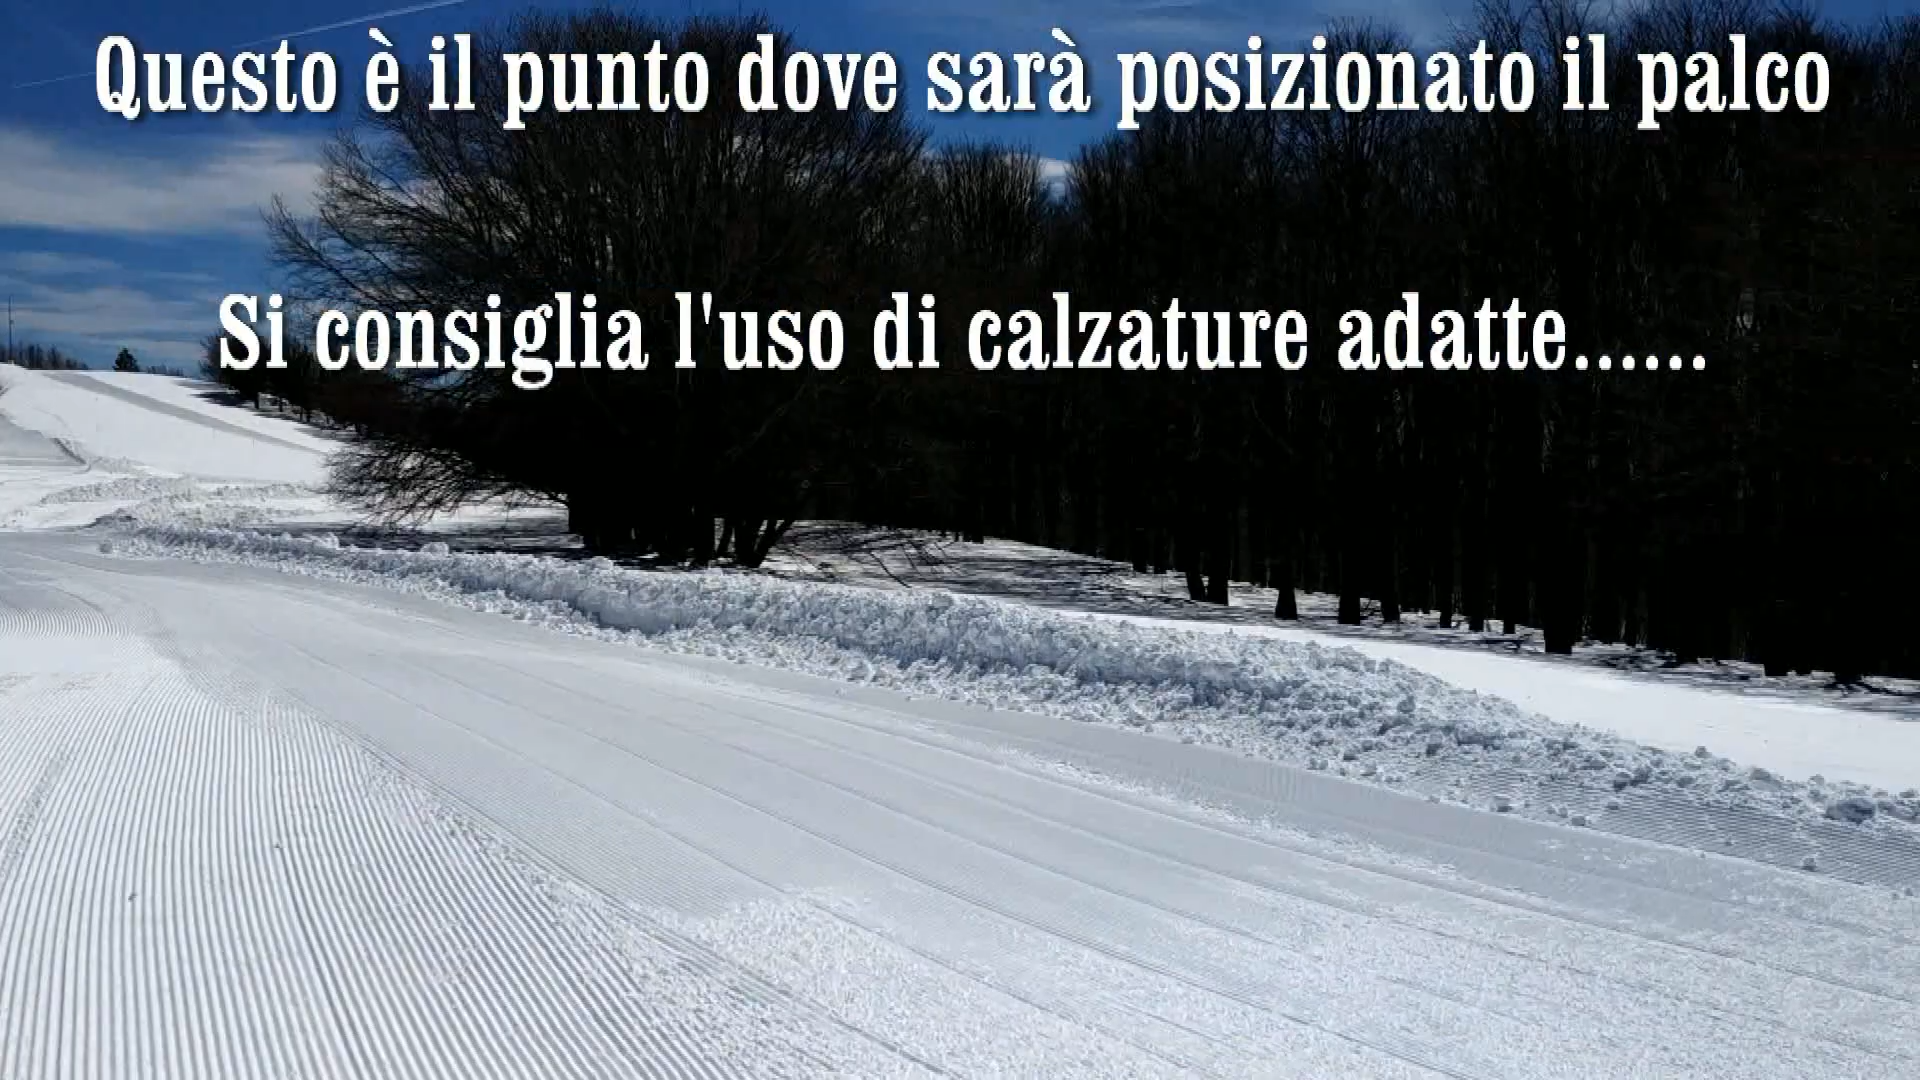 Questo è il punto dove sarà posizionato il palco
Si consiglia l'uso di calzature adatte......